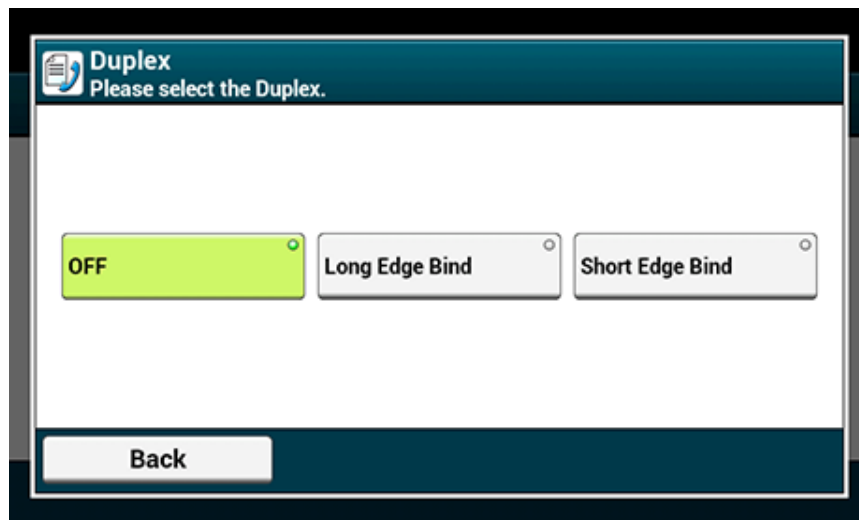 Duplex
Please select the Duplex.
OFF
Long Edge Bind
Short Edge Bind
Back